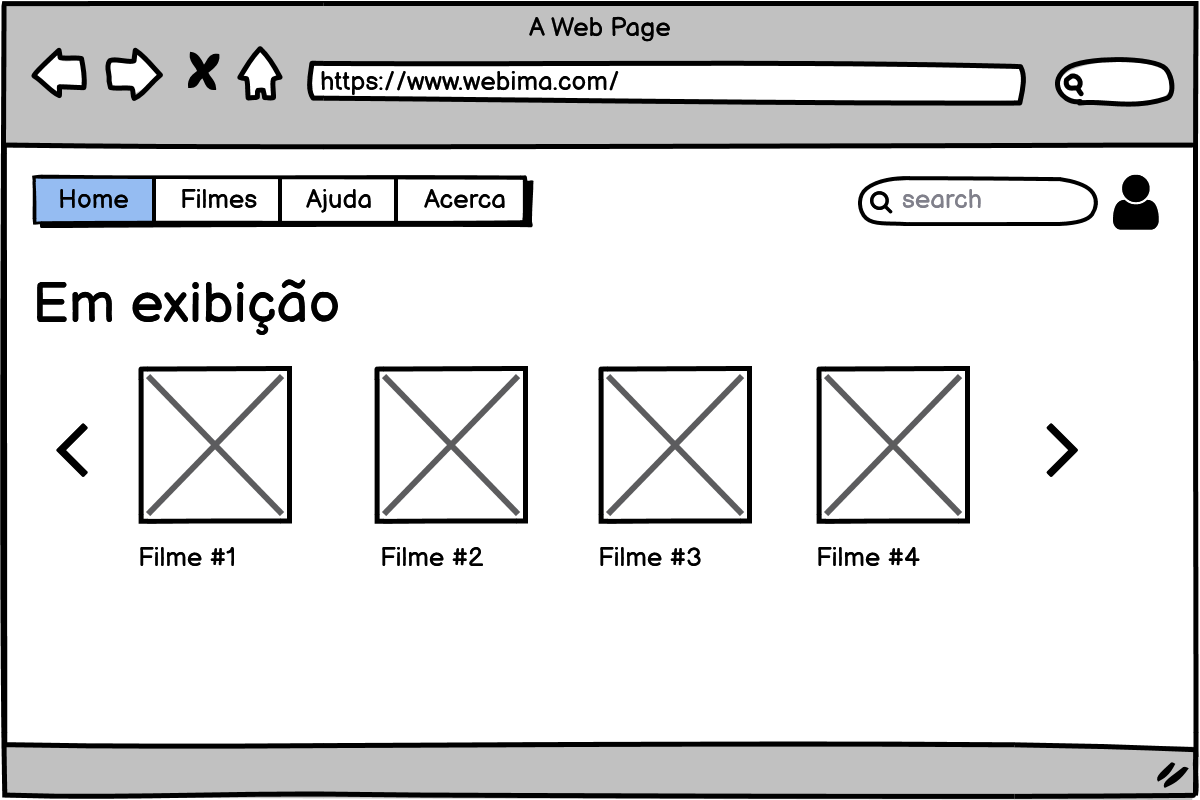 A Web Page
https://www.webima.com/
Home Filmes Ajuda Acerca search
Em exibição
Filme #1 Filme #2 Filme #3 Filme #4